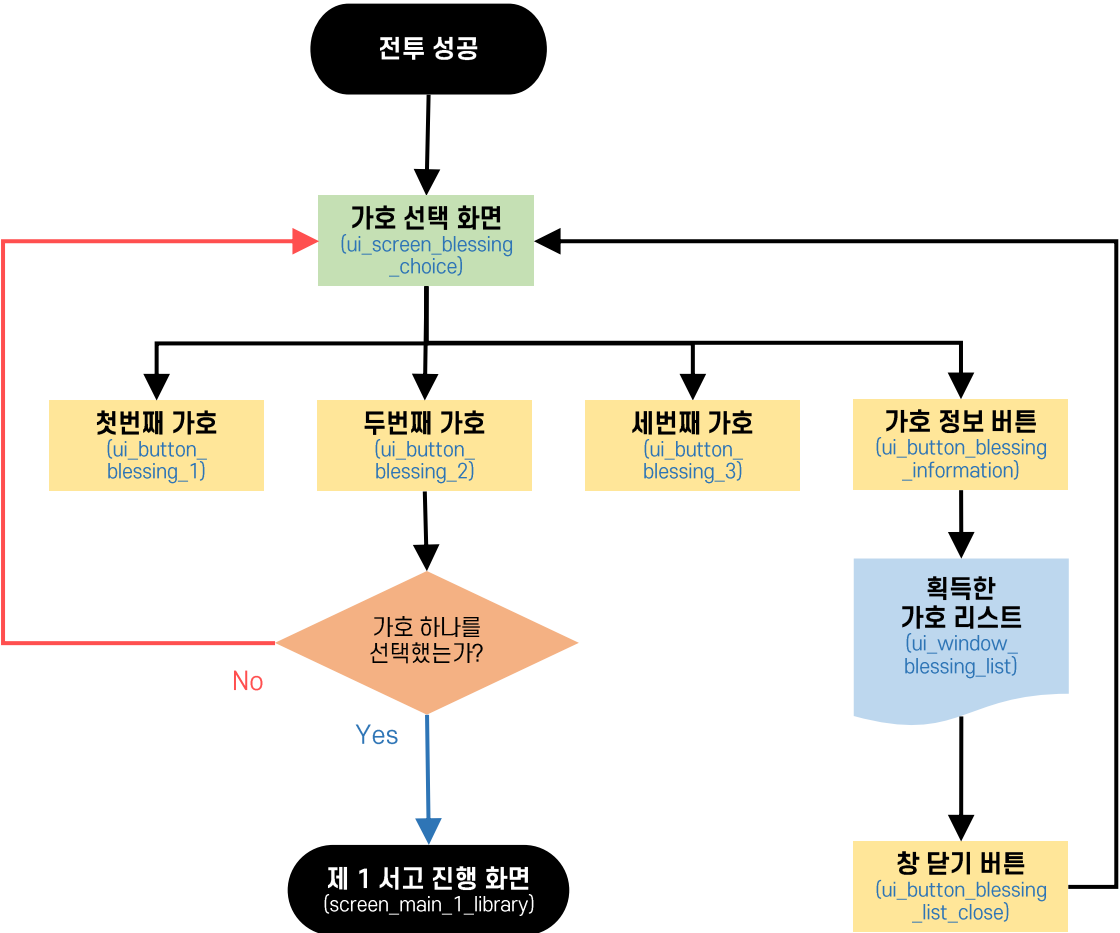 전투 성공
가호 선택 화면
(ui_screen_blessing
_choice)
첫번째 가호
(ui_button_
blessing_1)
두번째 가호
(ui_button_
blessing_2)
세번째 가호
(ui_button_
blessing_3)
가호 정보 버튼
(ui_button_blessing
_information)
가호 하나를
선택했는가?
No
Yes
획득한
가호 리스트
(ui_window_
blessing_list)
제 1 서고 진행 화면
(screen_main_1_library)
창 닫기 버튼
(ui_button_blessing
_list_close)